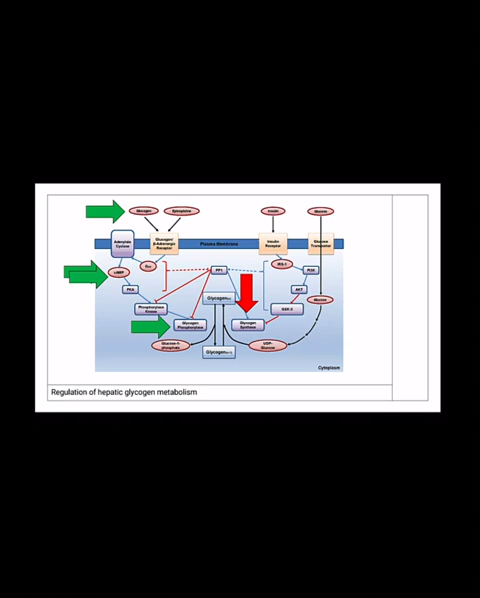 Glucagon Epinephrine Insulin Glucose
Adenylate
Cyclase
Glucagon/
β-Adrenergic
Receptor
Plasma Membrane
Insulin
Receptor
Glucose
Transporter
cAMP
PP1
IRS-1
PI3K
PKA
AKT
Phosphorylase
Kinase
Glycogen
Glucose
GSK-3
Glycogen
Phosphorylase
Glycogen
Synthase
Glucose-1-
phosphate
Glycogen
UDP-
Glucose
Cytoplasm
Regulation of hepatic glycogen metabolism